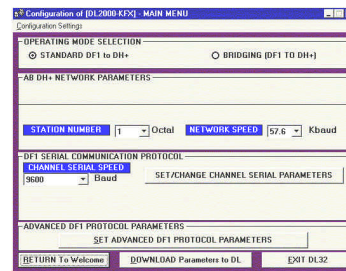 Configuration of [DL2000-KFX] - MAIN MENU
Configuration Settings
OPERATING MODE SELECTION
STANDARD DF1 to DH+ BRIDGING (DF1 TO DH+)
AB DH+ NETWORK PARAMETERS
STATION NUMBER 1 Octal NETWORK SPEED 57.6 Kbaud
DF1 SERIAL COMMUNICATION PROTOCOL
CHANNEL SERIAL SPEED
9600 Baud SET/CHANGE CHANNEL SERIAL PARAMETERS
ADVANCED DF1 PROTOCOL PARAMETERS
SET ADVANCED DF1 PROTOCOL PARAMETERS
RETURN To Welcome DOWNLOAD Parameters to DL EXIT DL32